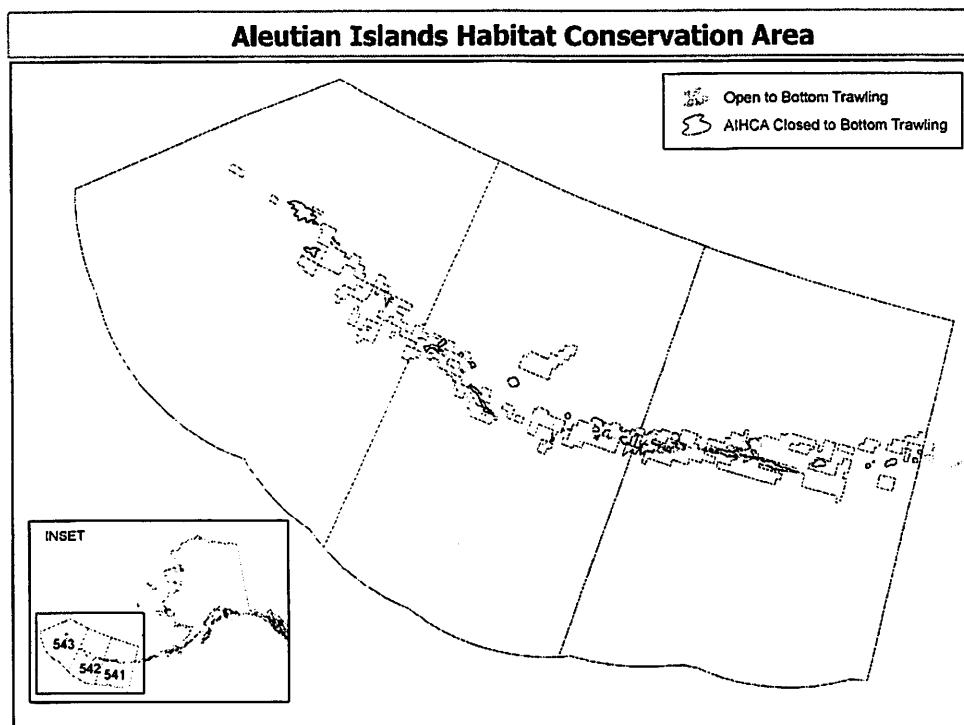 Aleutian Islands Habitat Conservation Area
Open to Bottom Trawling
AIHCA Closed to Bottom Trawling
INSET
543
542 541